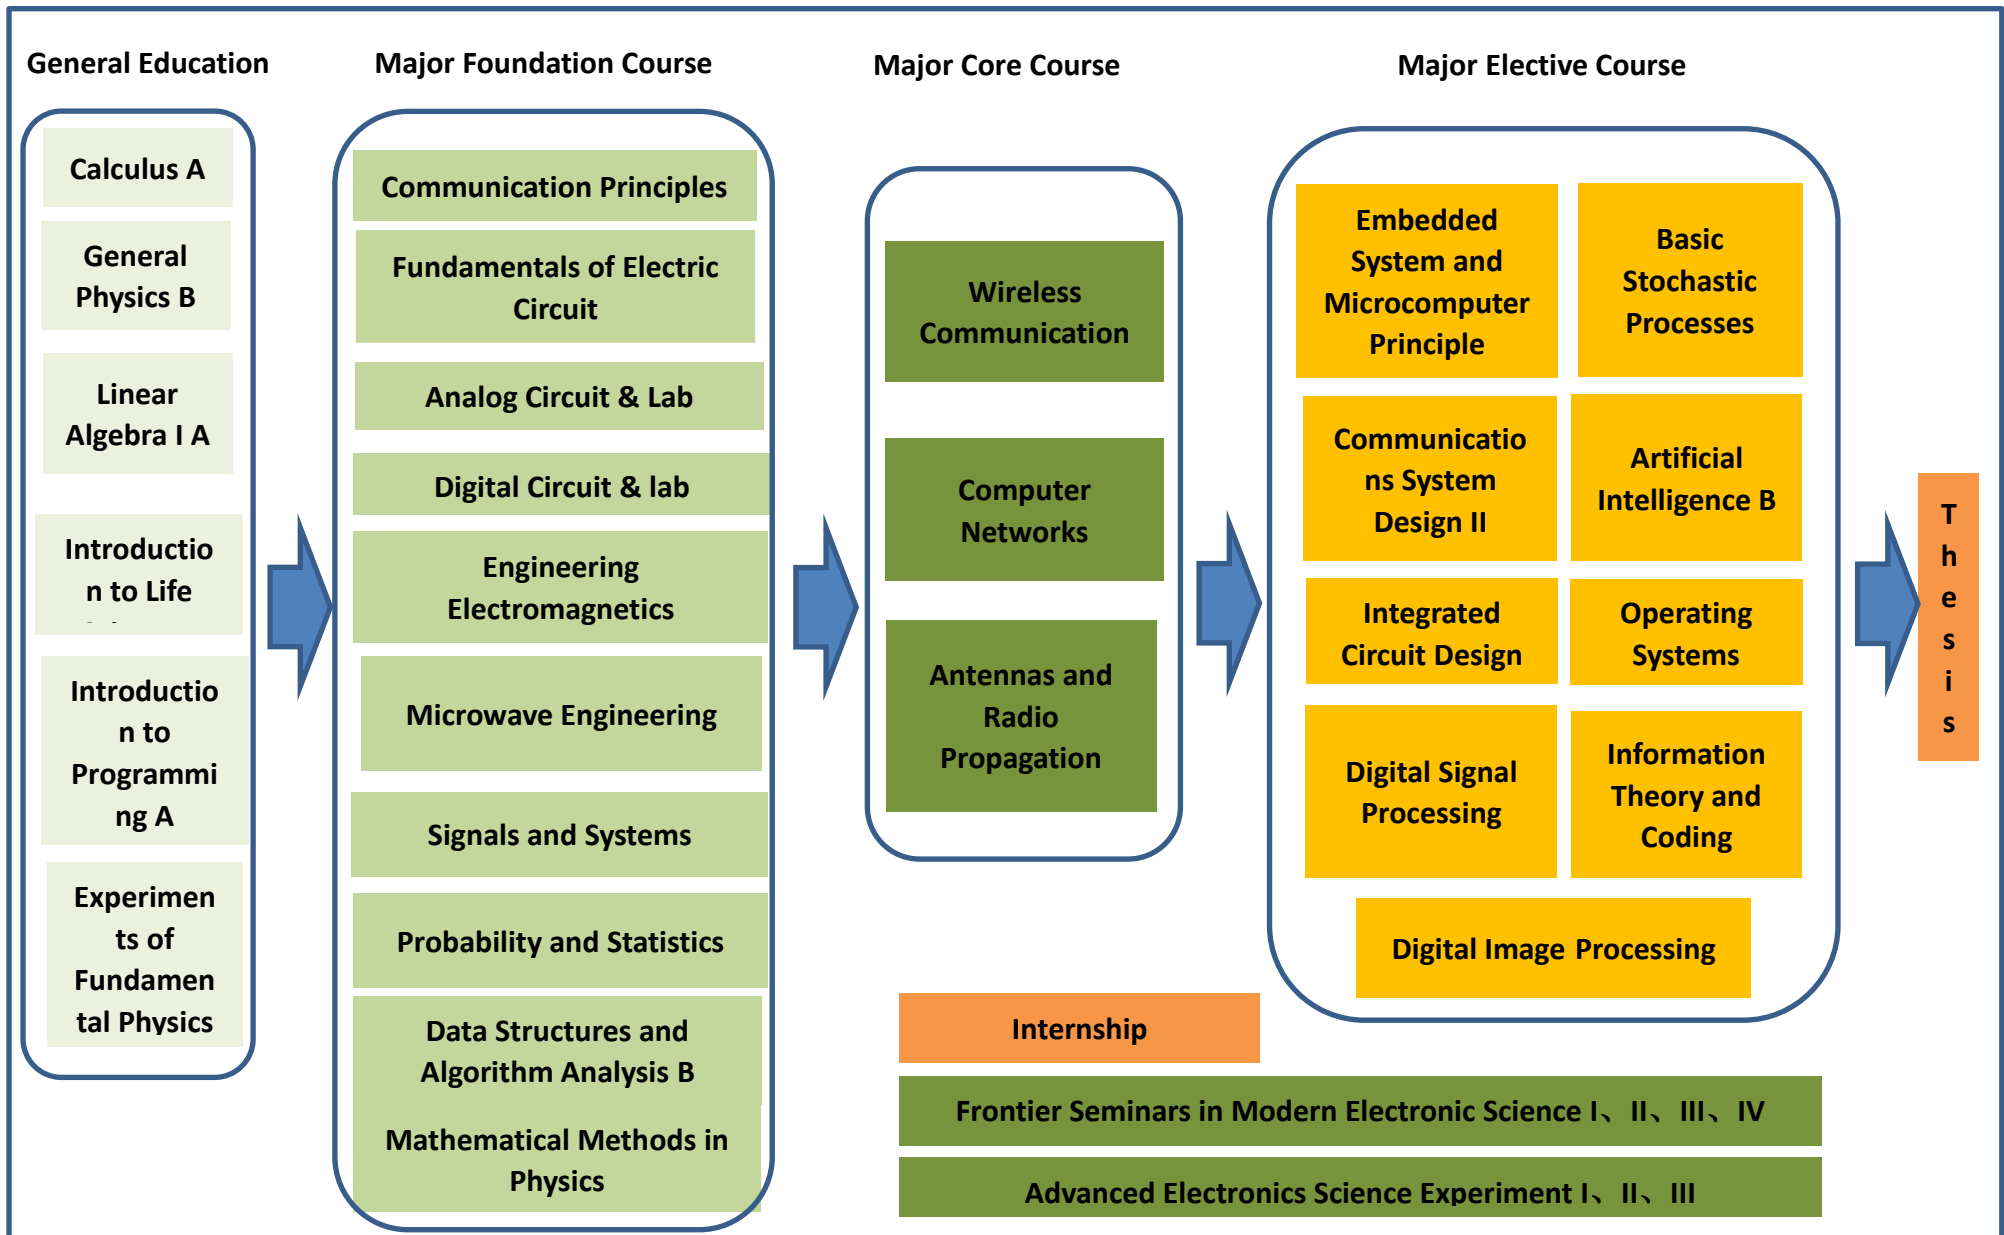 General Education
Major Foundation Course
Major Core Course
Major Elective Course
Calculus A
General
Physics B
Linear
Algebra I A
Introductio
n to Life
Introductio
n to
Programmi
ng A
Experimen
ts of
Fundamen
tal Physics
Communication Principles
Fundamentals of Electric
Circuit
Analog Circuit & Lab
Digital Circuit & lab
Engineering
Electromagnetics
Microwave Engineering
Signals and Systems
Probability and Statistics
Data Structures and
Algorithm Analysis B
Mathematical Methods in
Physics
Wireless
Communication
Computer
Networks
Antennas and
Radio
Propagation
Embedded
System and
Microcomputer
Principle
Basic
Stochastic
Processes
Communicatio
ns System
Design II
Artificial
Intelligence B
Integrated
Circuit Design
Operating
Systems
Digital Signal
Processing
Information
Theory and
Coding
Digital Image Processing
Internship
Frontier Seminars in Modern Electronic Science I、II、III、IV
Advanced Electronics Science Experiment I、II、III
T
h
e
s
i
s